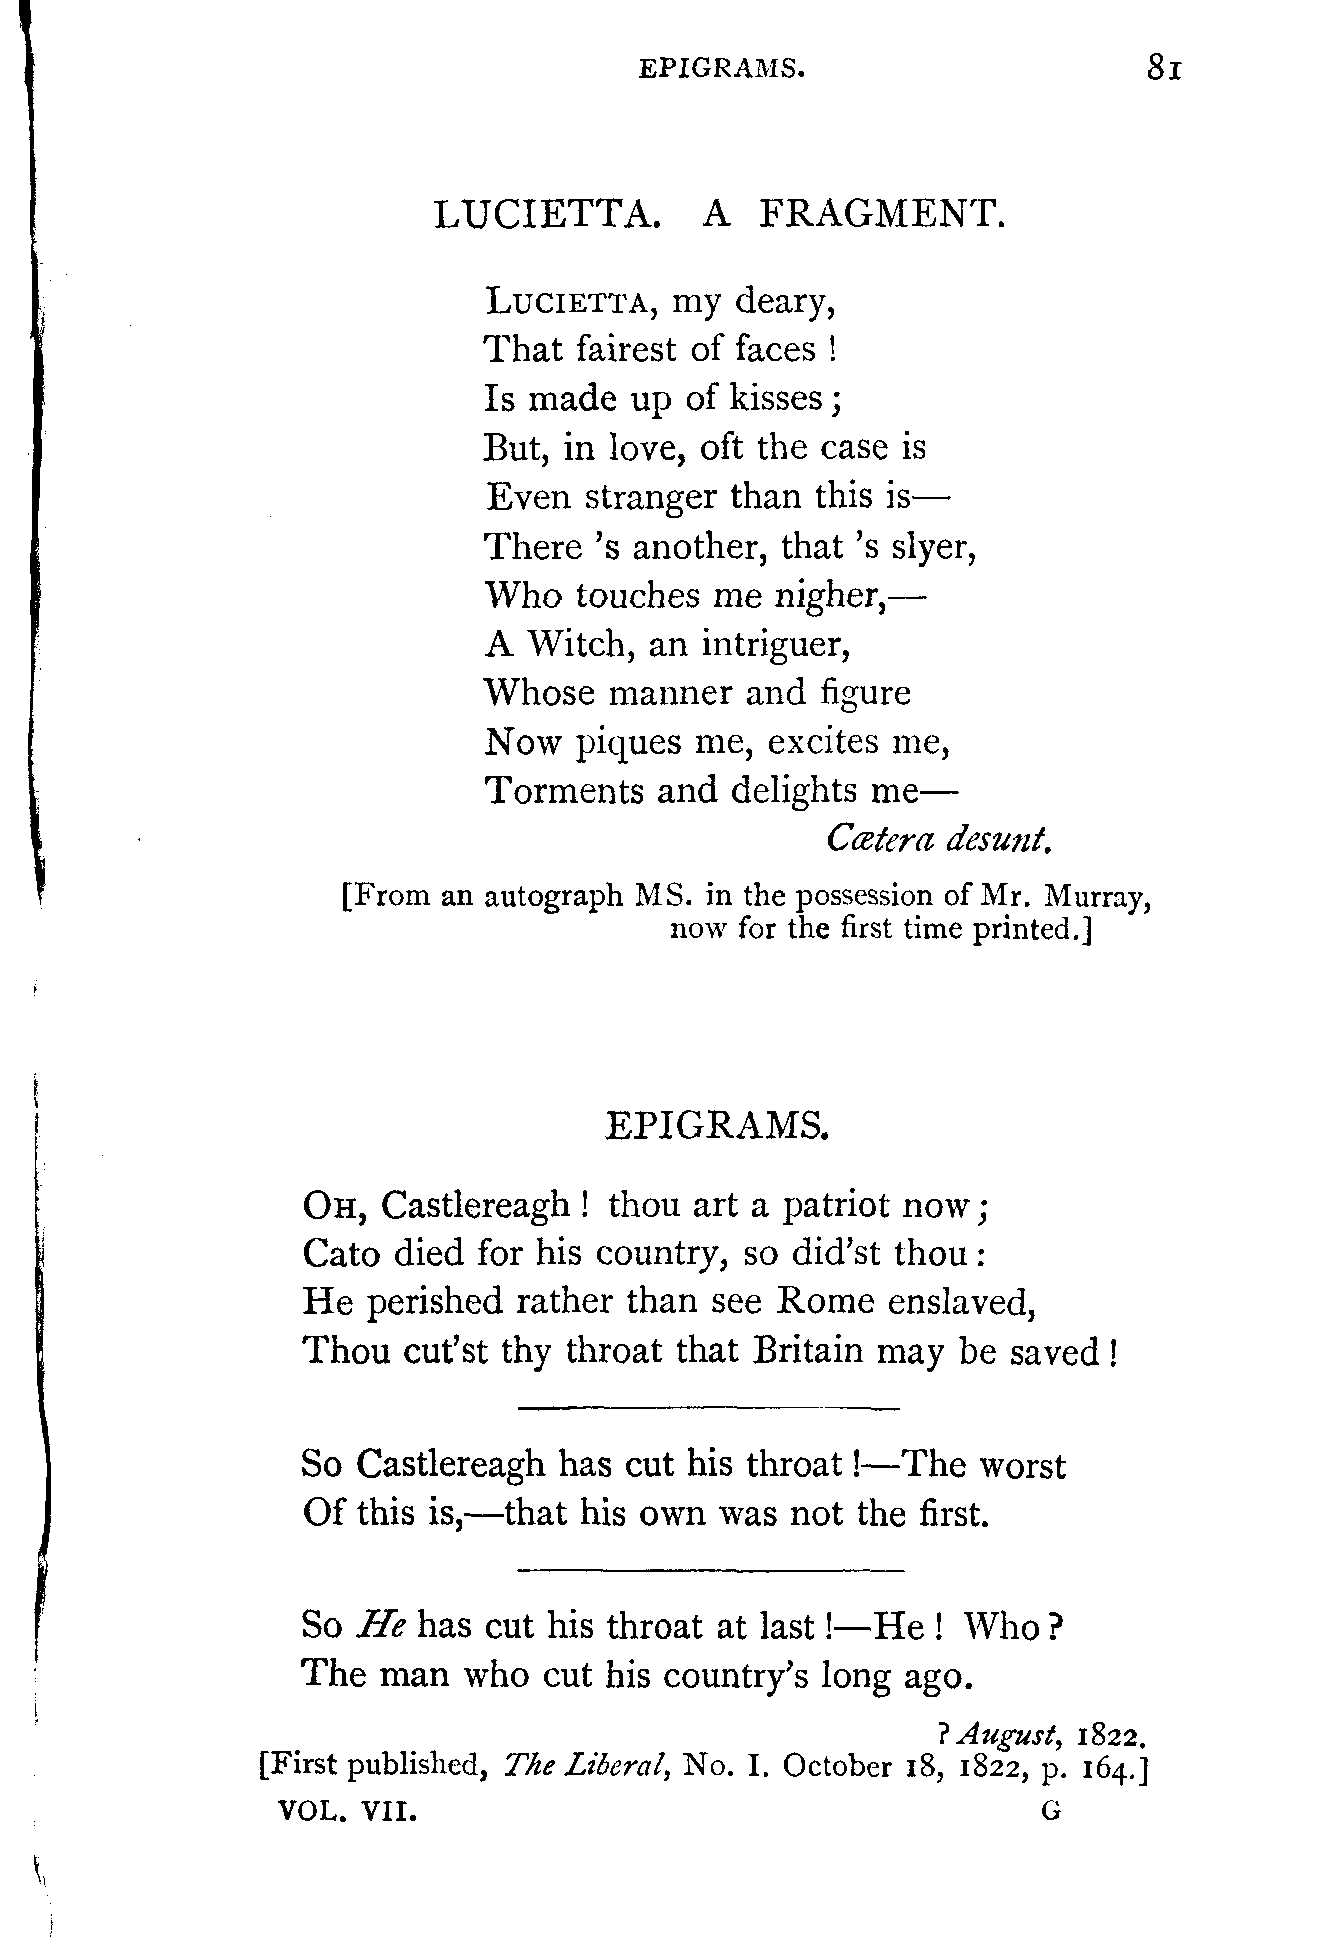 EPIGRAMS. 81
LUCIETTA. A FRAGMENT.
LUCIETTA, my deary,
That fairest of faces !
Is made up of kisses ;
But, in love, oft the case is
Even stranger than this is—
There 's another, that 's slyer,
Who touches me nigher,—
A Witch, an intriguer,
Whose manner and figure
Now piques me, excites me,
Torments and delights me—
Cætera desunt.
[From an autograph MS. in the possession of Mr. Murray,
now for the first time printed.]
EPIGRAMS.
OH, Castlereagh ! thou art a patriot now ;
Cato died for his country, so did'st thou :
He perished rather than see Rome enslaved,
Thou cut'st thy throat that Britain may be saved !
So Castlereagh has cut his throat !—The worst
Of this is,—that his own was not the first.
So He has cut his throat at last !—He ! Who ?
The man who cut his country's long ago.
? August, 1822.
[First published, The Liberal, No. I. October 18, 1822, p. 164.]
VOL. VII. G